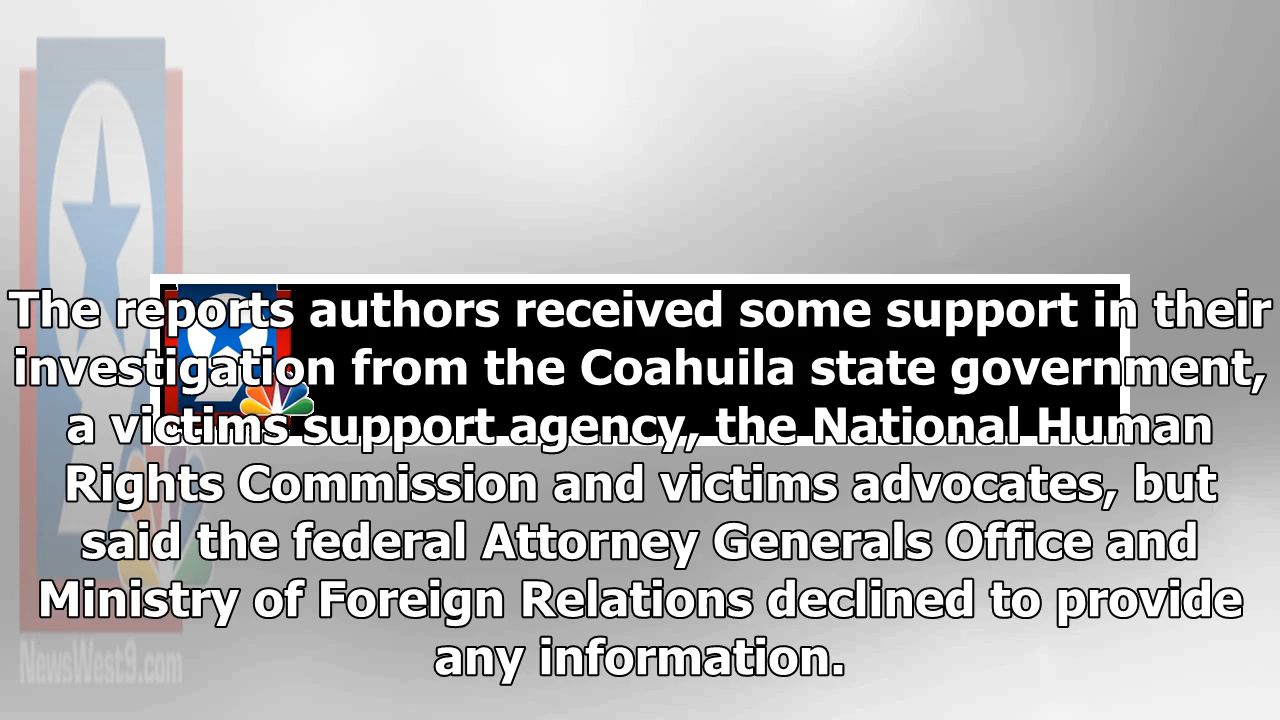 The reports authors received some support in their
investigation from the Coahuila state government,
a victims support agency, the National Human
Rights Commission and victims advocates, but
said the federal Attorney Generals Office and
Ministry of Foreign Relations declined to provide
any information.
NewsWest9.com